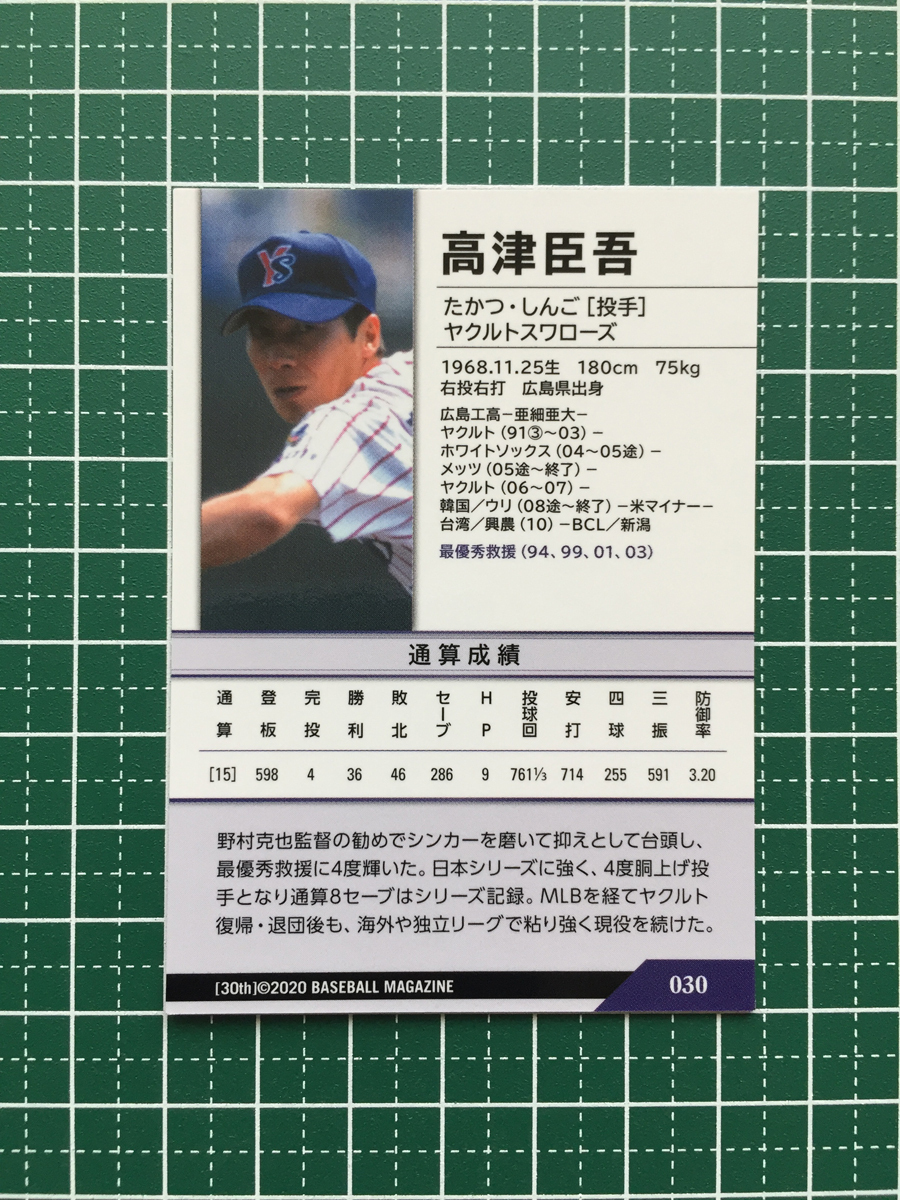 YS
高津臣吾
たかつ・しんご［投手］
ヤクルトスワローズ
1968.11.25生　180cm　75kg
右投右打　広島県出身
広島工高－亜細亜大－
ヤクルト（91③～03）－
ホワイトソックス（04～05途）－
メッツ（05途～終了）－
ヤクルト（06～07）－
韓国／ウリ（08途～終了）－米マイナー－
台湾／興農（10）－BCL／新潟
最優秀救援（94、99、01、03）
通算成績
通算 登板 完投 勝利 敗北 セーブ HP 投球回 安打 四球 三振 防御率
[15] 598 4 36 46 286 9 761⅓ 714 255 591 3.20
野村克也監督の勧めでシンカーを磨いて抑えとして台頭し、
最優秀救援に4度輝いた。日本シリーズに強く、4度胴上げ投
手となり通算8セーブはシリーズ記録。MLBを経てヤクルト
復帰・退団後も、海外や独立リーグで粘り強く現役を続けた。
[30th]©2020 BASEBALL MAGAZINE
030